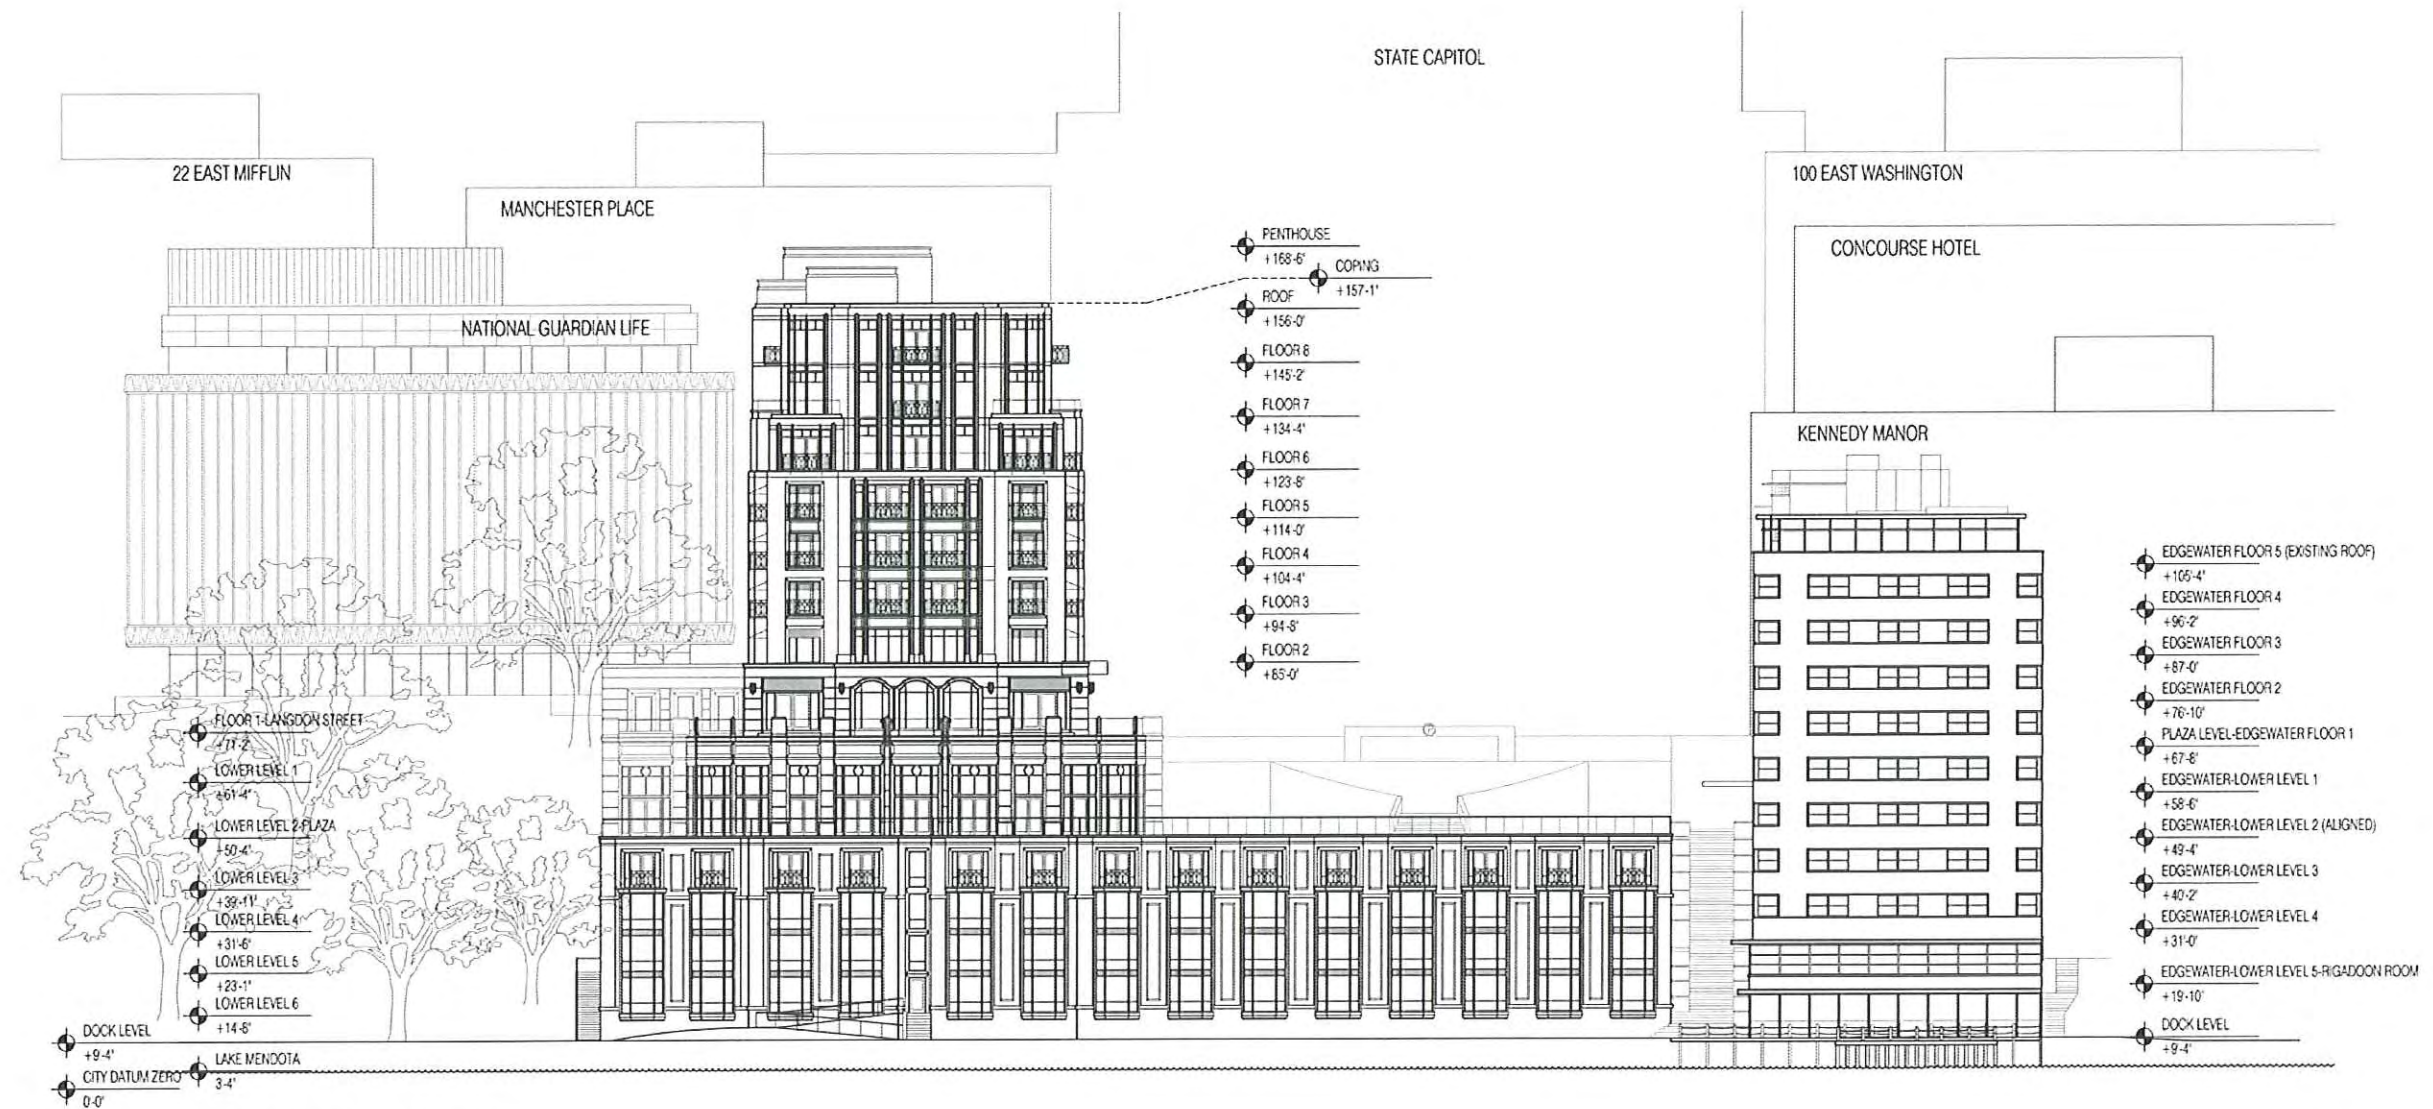 STATE CAPITOL
22 EAST MIFFLIN
100 EAST WASHINGTON
MANCHESTER PLACE
PENTHOUSE
+168-6'
CONCOURSE HOTEL
COPING
+157-1'
ROOF
+156-0'
NATIONAL GUARDIAN LIFE
FLOOR 8
+145'-2'
FLOOR 7
+134-4'
KENNEDY MANOR
FLOOR 6
+123-8'
FLOOR 5
+114-0'
FLOOR 4
+104-4'
FLOOR 3
+94-8'
FLOOR 2
+85-0'
EDGEWATER FLOOR 5 (EXISTING ROOF)
+105'-4'
EDGEWATER FLOOR 4
+96'-2'
EDGEWATER FLOOR 3
+87-0'
EDGEWATER FLOOR 2
+76'-10'
PLAZA LEVEL-EDGEWATER FLOOR 1
+67-8'
EDGEWATER-LOWER LEVEL 1
+58-6'
EDGEWATER-LOWER LEVEL 2 (ALIGNED)
+49-4'
EDGEWATER-LOWER LEVEL 3
+40-2'
EDGEWATER-LOWER LEVEL 4
+31'-0'
EDGEWATER-LOWER LEVEL 5-RIGADOON ROOM
+19-10'
DOCK LEVEL
+9-4'
FLOOR 1-LANGDON STREET
+71'-2'
LOWER LEVEL 1
+61'-4'
LOWER LEVEL 2-PLAZA
+50-4'
LOWER LEVEL 3
+39-11'
LOWER LEVEL 4
+31-6'
LOWER LEVEL 5
+23-1'
LOWER LEVEL 6
+14-8'
DOCK LEVEL
+9-4'
LAKE MENDOTA
3-4'
CITY DATUM ZERO
0-0'